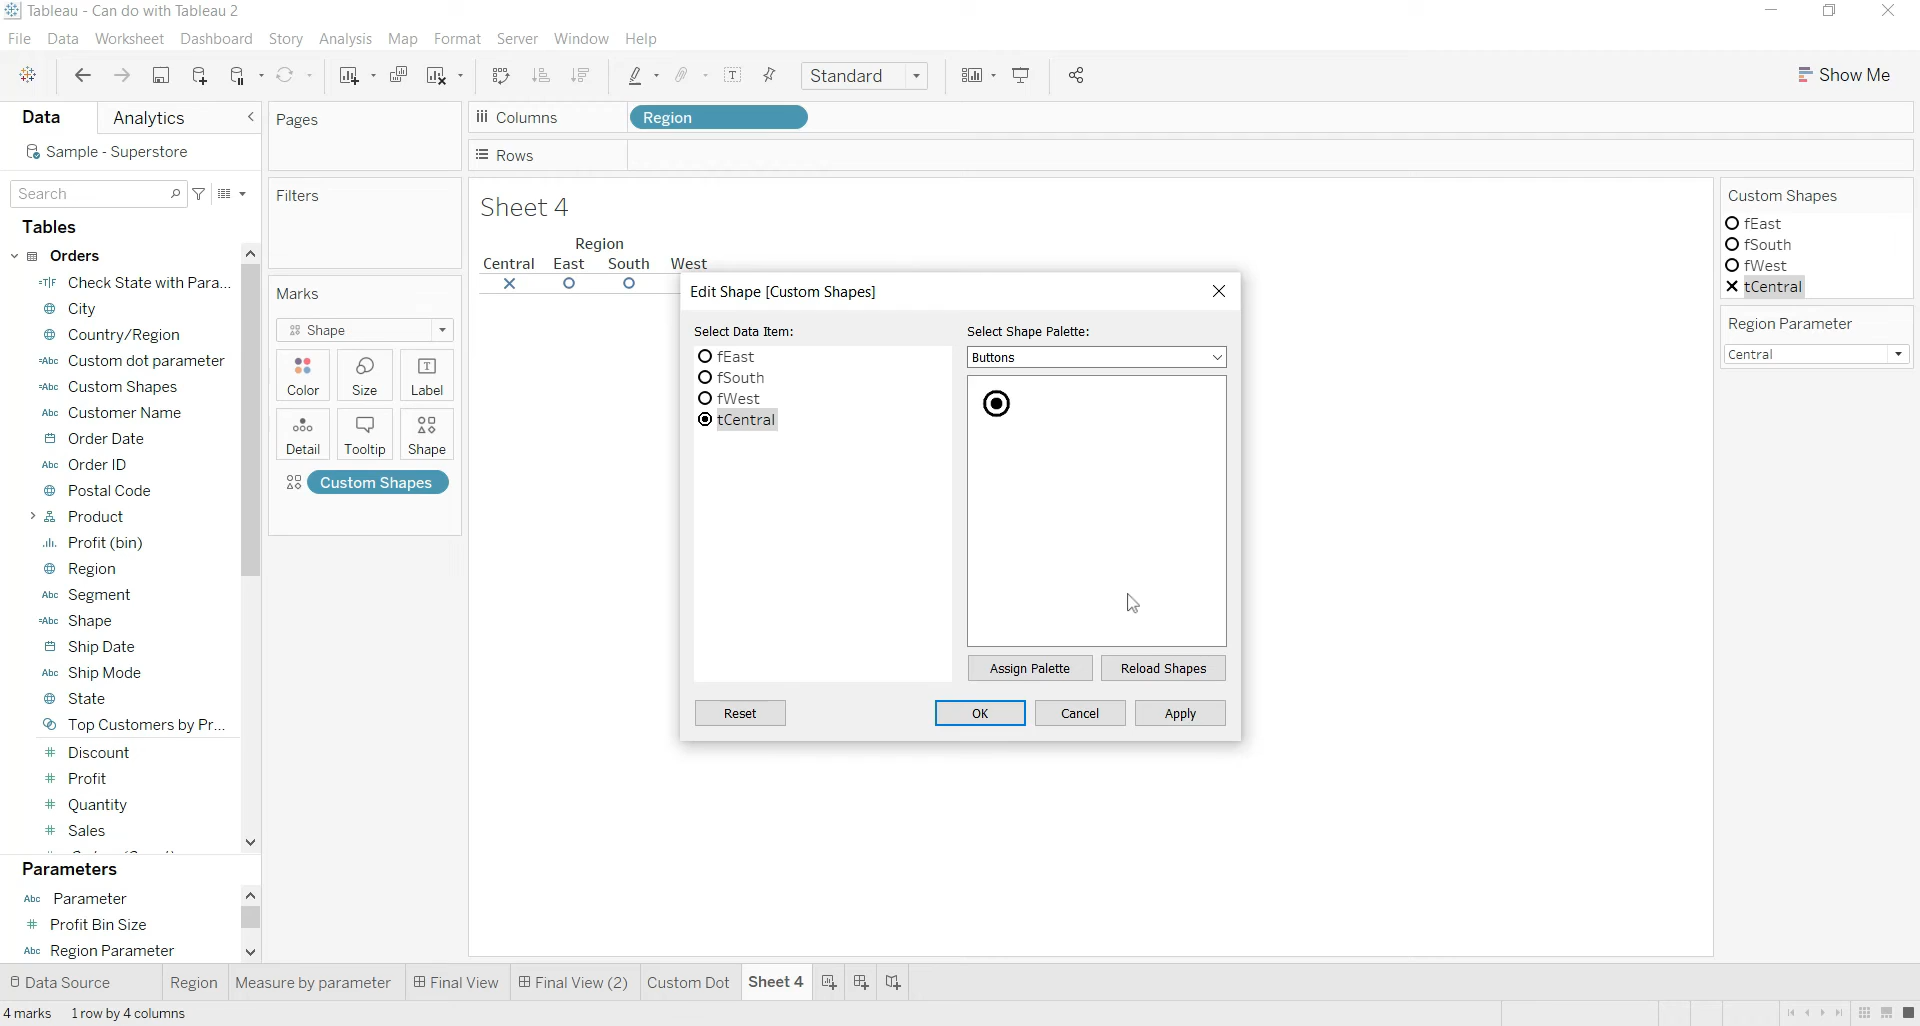 Tableau - Can do with Tableau 2
File Data Worksheet Dashboard Story Analysis Map Format Server Window Help
Standard
Show Me
Data Analytics
Sample - Superstore
Search
Tables
Orders
Check State with Para...
City
Country/Region
Custom dot parameter
Custom Shapes
Customer Name
Order Date
Order ID
Postal Code
Product
Profit (bin)
Region
Segment
Shape
Ship Date
Ship Mode
State
Top Customers by Pr...
Discount
Profit
Quantity
Sales
Parameters
Parameter
Profit Bin Size
Region Parameter
Pages
Filters
Marks
Shape
Color Size Label
Detail Tooltip Shape
Custom Shapes
Columns Region
Rows
Sheet 4
Region
Central East South West
Edit Shape [Custom Shapes]
Select Data Item:
fEast
fSouth
fWest
tCentral
Select Shape Palette:
Buttons
Assign Palette Reload Shapes
Reset OK Cancel Apply
Custom Shapes
fEast
fSouth
fWest
tCentral
Region Parameter
Central
Data Source Region Measure by parameter Final View Final View (2) Custom Dot Sheet 4
4 marks 1 row by 4 columns